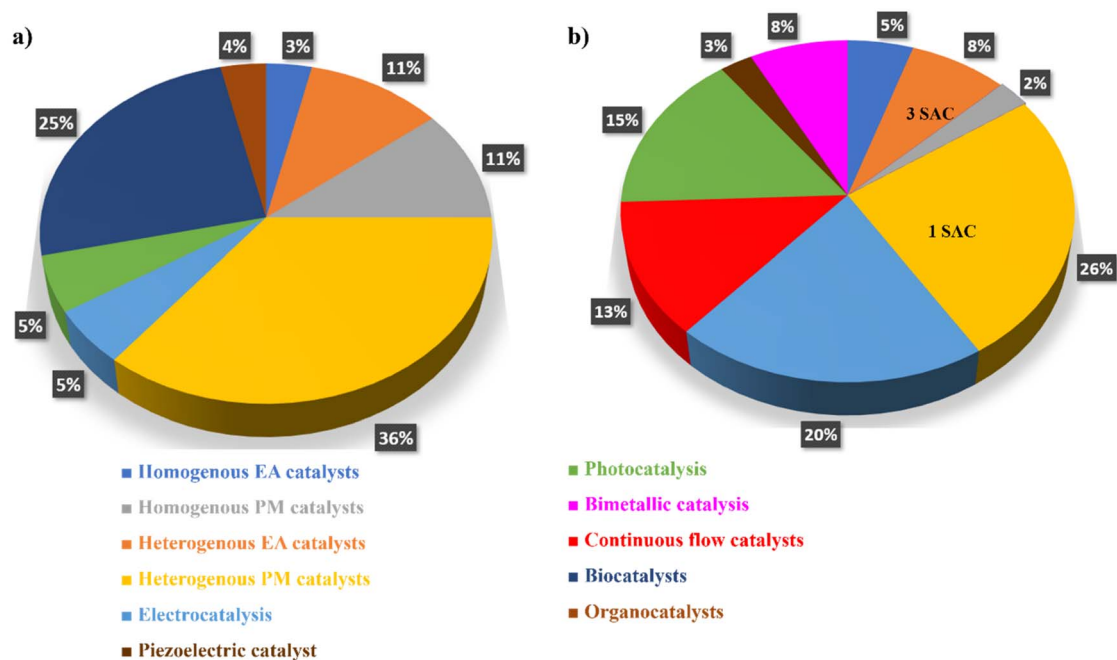 a)
4%
3%
11%
25%
11%
5%
5%
36%
b)
8%
5%
3%
8%
2%
15%
3 SAC
1 SAC
26%
13%
20%
Homogenous EA catalysts
Homogenous PM catalysts
Heterogenous EA catalysts
Heterogenous PM catalysts
Electrocatalysis
Piezoelectric catalyst
Photocatalysis
Bimetallic catalysis
Continuous flow catalysts
Biocatalysts
Organocatalysts